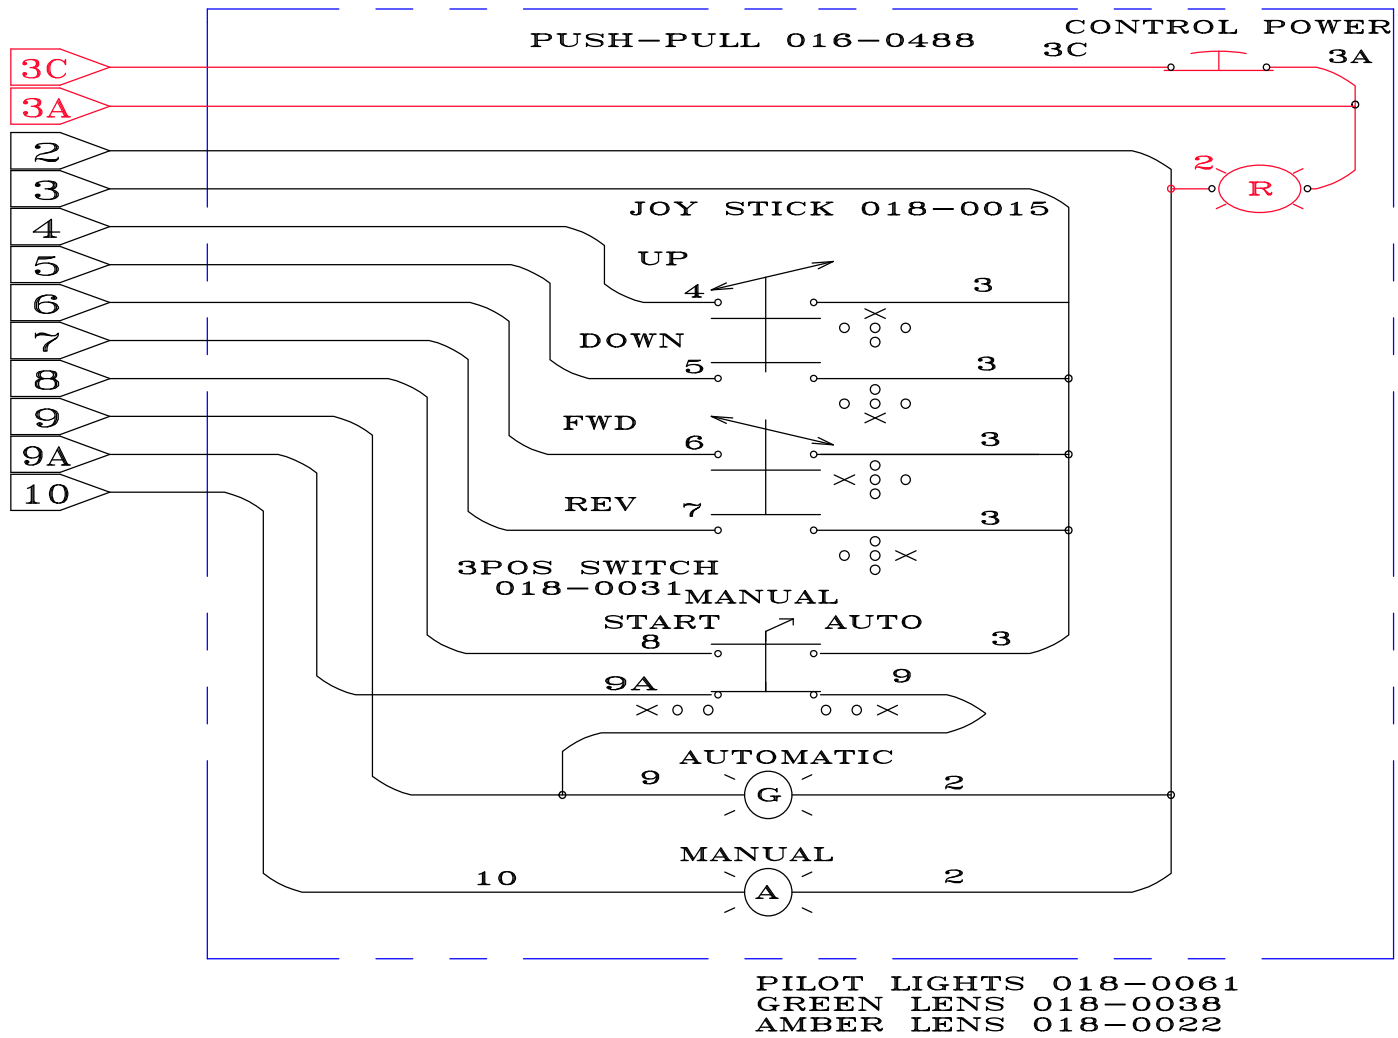 CONTROL POWER
PUSH-PULL 016-0488
3C
3A
3C
3A
2
2
R
3
JOY STICK 018-0015
4
UP
5
4
3
6
DOWN
7
5
3
8
9
FWD
6
3
9A
10
REV
7
3
3POS SWITCH
018-0031
MANUAL
START
AUTO
8
3
9A
9
AUTOMATIC
9
G
2
MANUAL
10
A
2
PILOT LIGHTS 018-0061
GREEN LENS 018-0038
AMBER LENS 018-0022